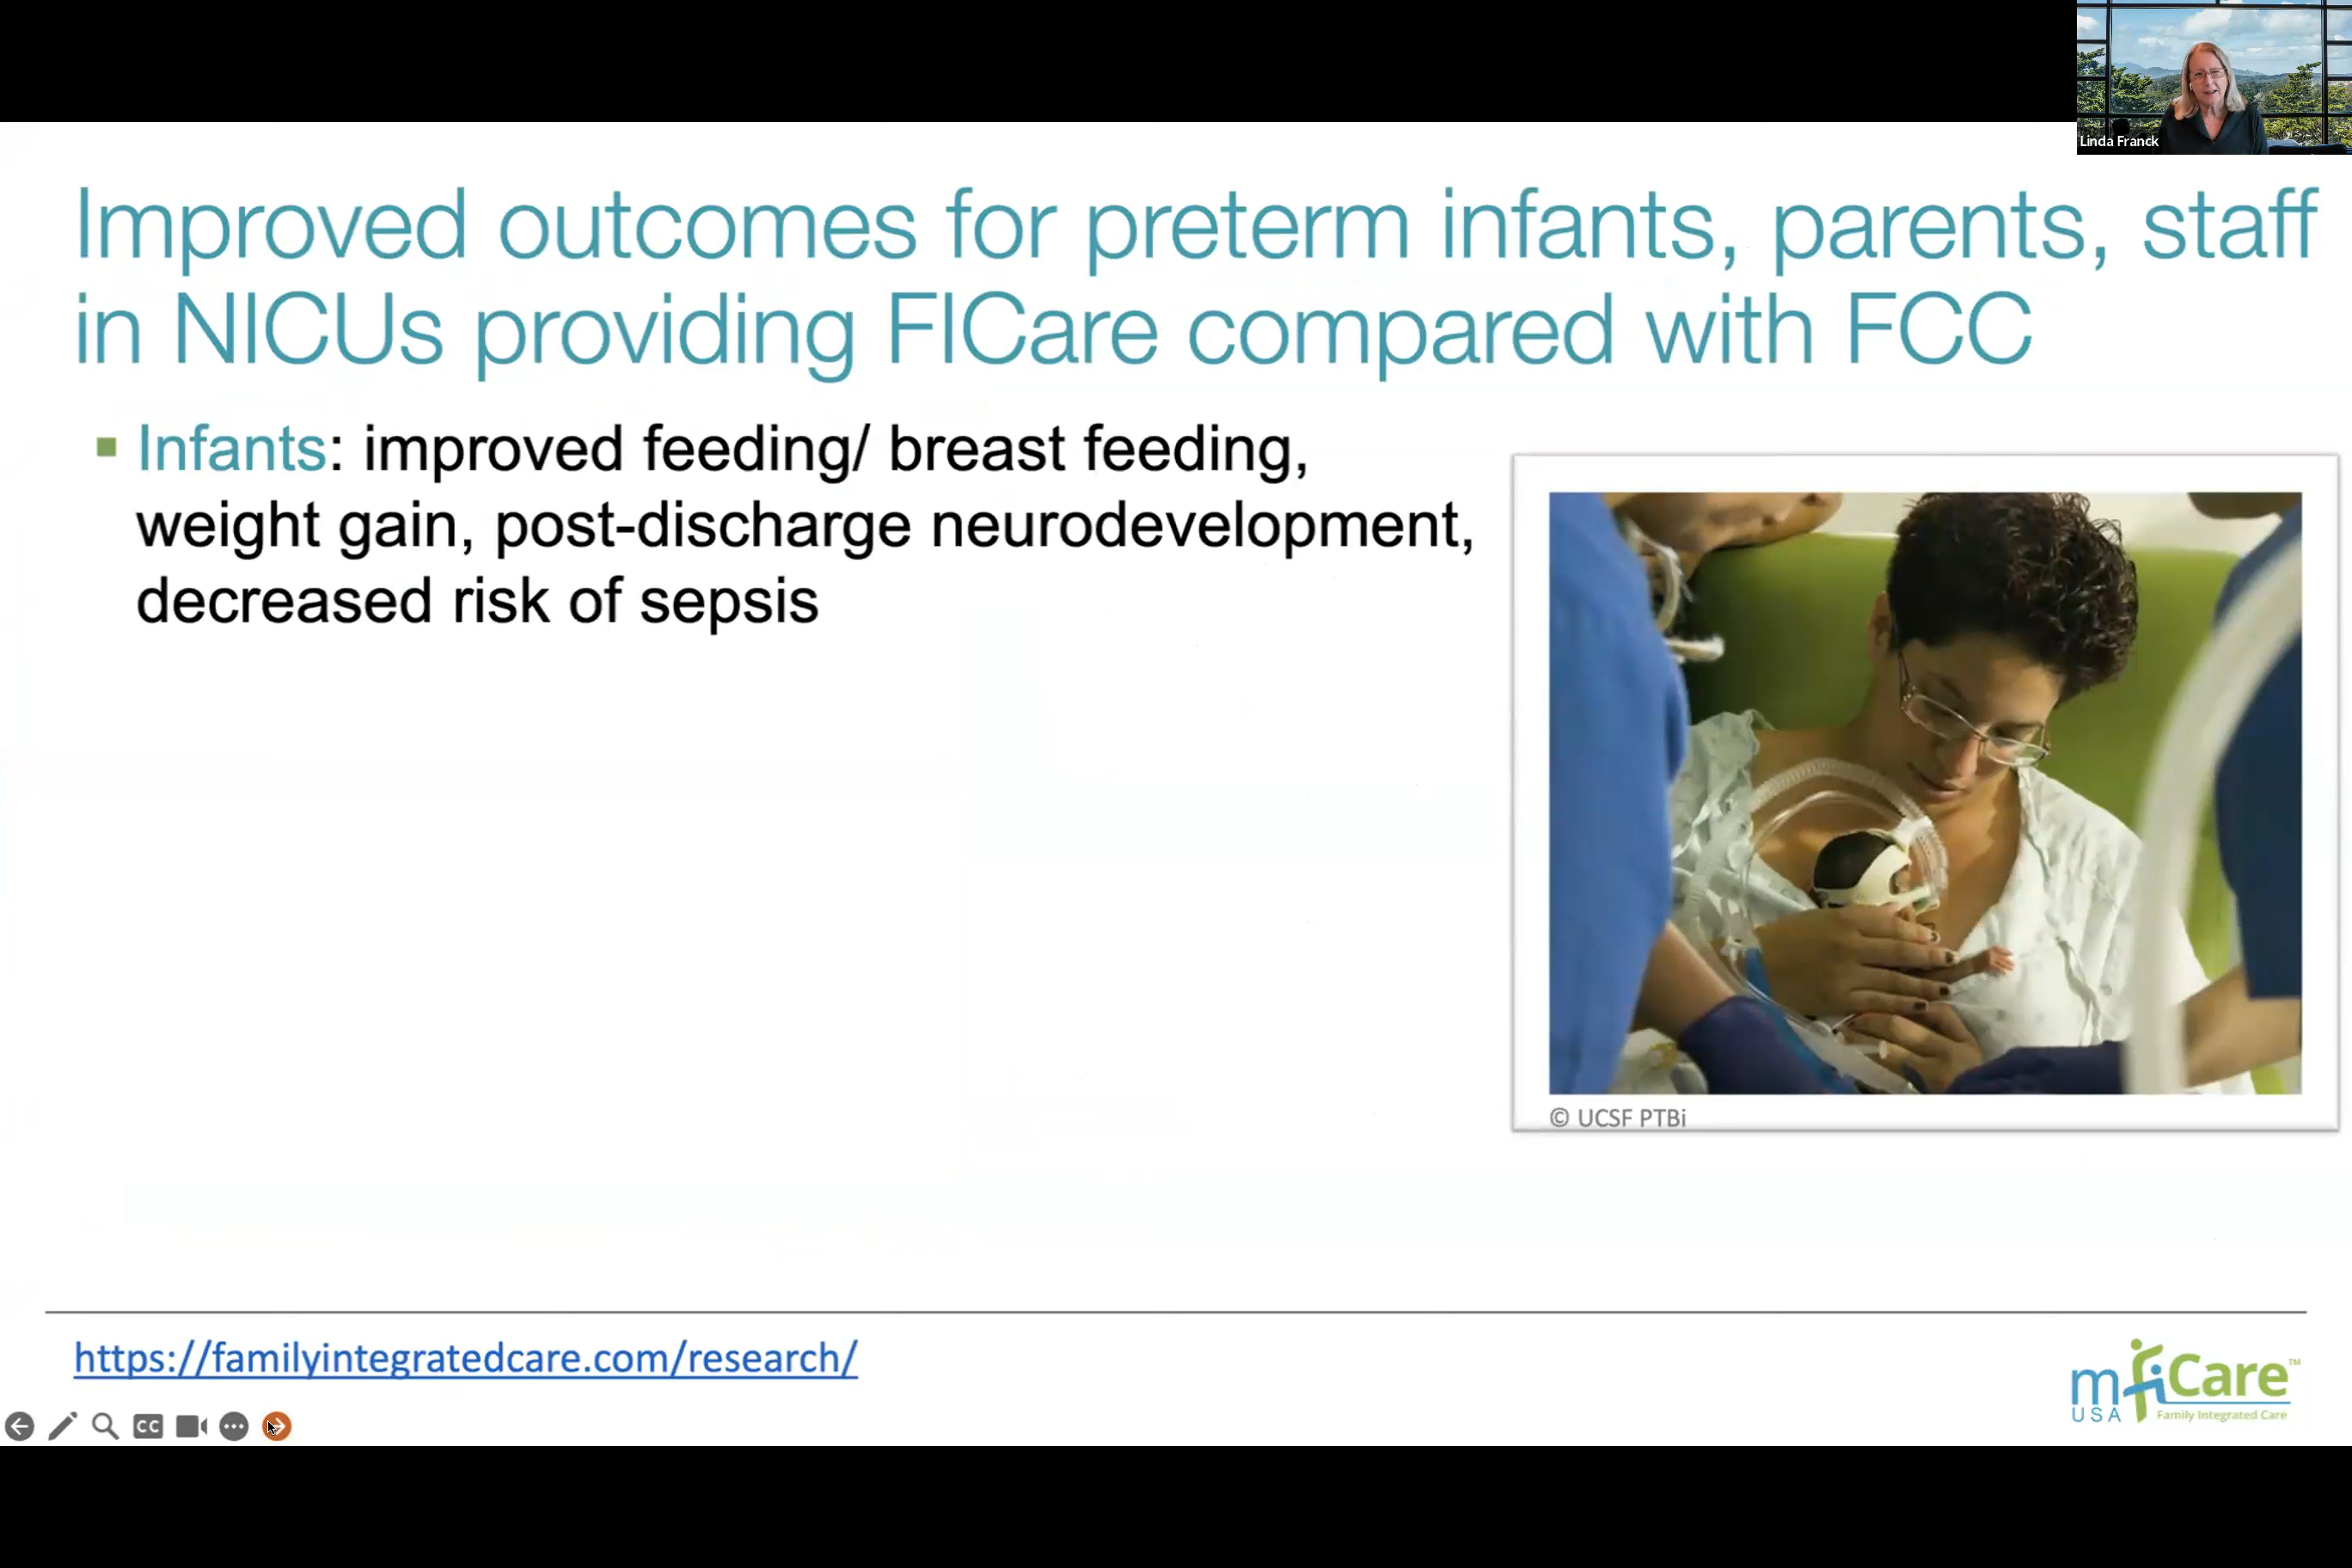 Linda Franck
Improved outcomes for preterm infants, parents, staff
in NICUs providing FICare compared with FCC
Infants: improved feeding/ breast feeding,
weight gain, post-discharge neurodevelopment,
decreased risk of sepsis
© UCSF PTBi
https://familyintegratedcare.com/research/
mfiCare™
USA Family Integrated Care
CC